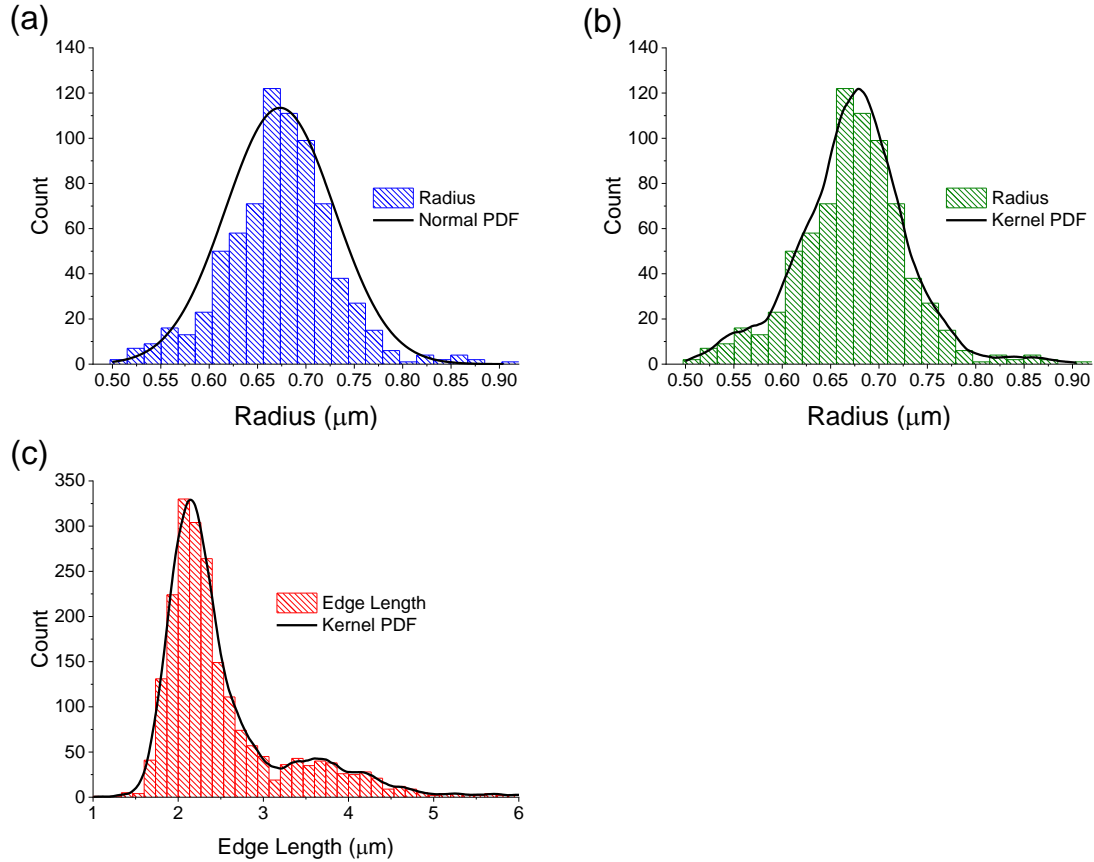 (a)
140
120
100
80
60
40
20
0
Count
Radius
Normal PDF
0.50 0.55 0.60 0.65 0.70 0.75 0.80 0.85 0.90
Radius (μm)
(b)
140
120
100
80
60
40
20
0
Count
Radius
Kernel PDF
0.50 0.55 0.60 0.65 0.70 0.75 0.80 0.85 0.90
Radius (μm)
(c)
350
300
250
200
150
100
50
0
Count
Edge Length
Kernel PDF
1 2 3 4 5 6
Edge Length (μm)